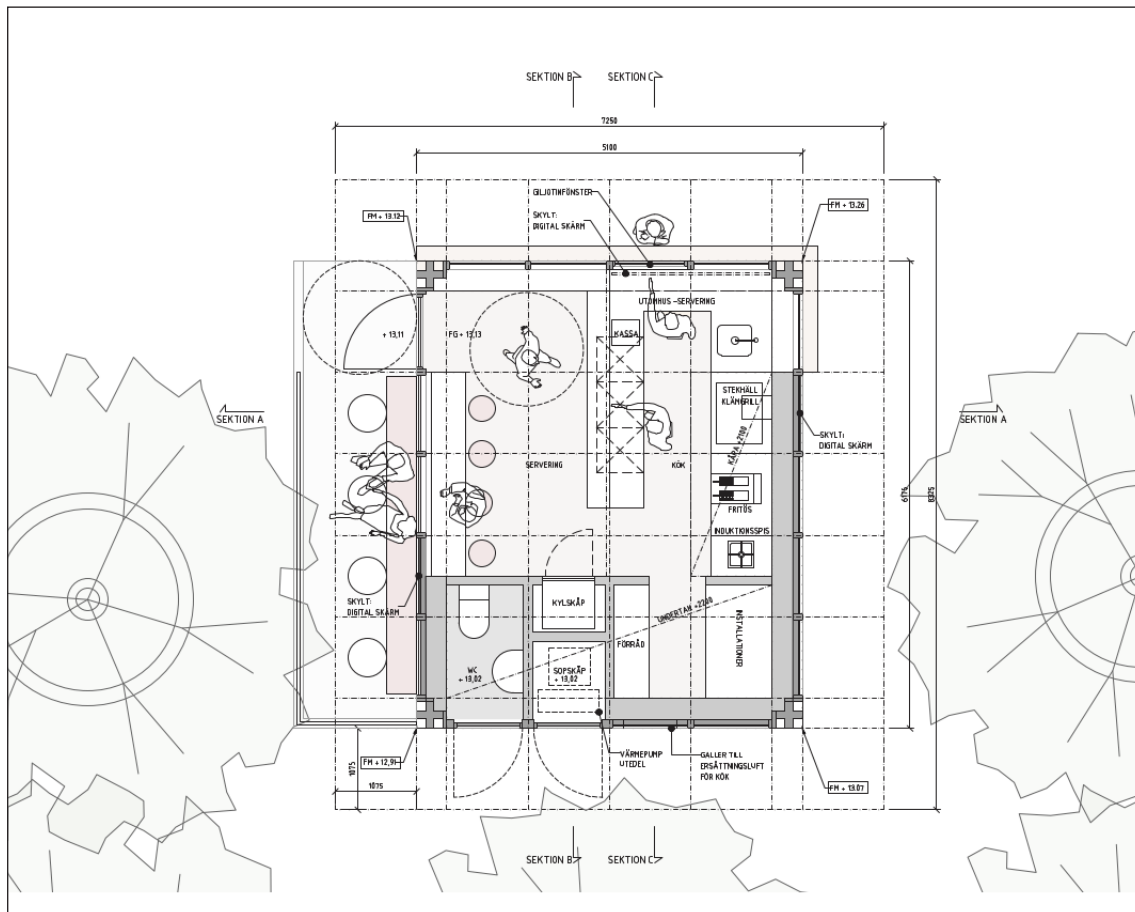 SEKTION B
SEKTION C
7250
5100
GILJOTINFÖNSTER
FM + 13.12
SKYLT:
DIGITAL SKÄRM
FM + 13.26
UTOMHUS -SERVERING
+ 13,11
FG + 13,13
KASSA
STEKHÄLL
KLÄMGRILL
SEKTION A
SEKTION A
SKYLT:
DIGITAL SKÄRM
KÅPA +2100
SERVERING
KÖK
FRITÖS
6175
8325
INDUKTIONSSPIS
SKYLT:
DIGITAL SKÄRM
KYLSKÅP
UNDERTAK +2200
INSTALLATIONER
FÖRRÅD
WC
+ 13,02
SOPSKÅP
+ 13,02
VÄRMEPUMP
UTEDEL
GALLER TILL
ERSÄTTNINGSLUFT
FÖR KÖK
FM + 12,91
1075
1075
FM + 13.07
SEKTION B
SEKTION C